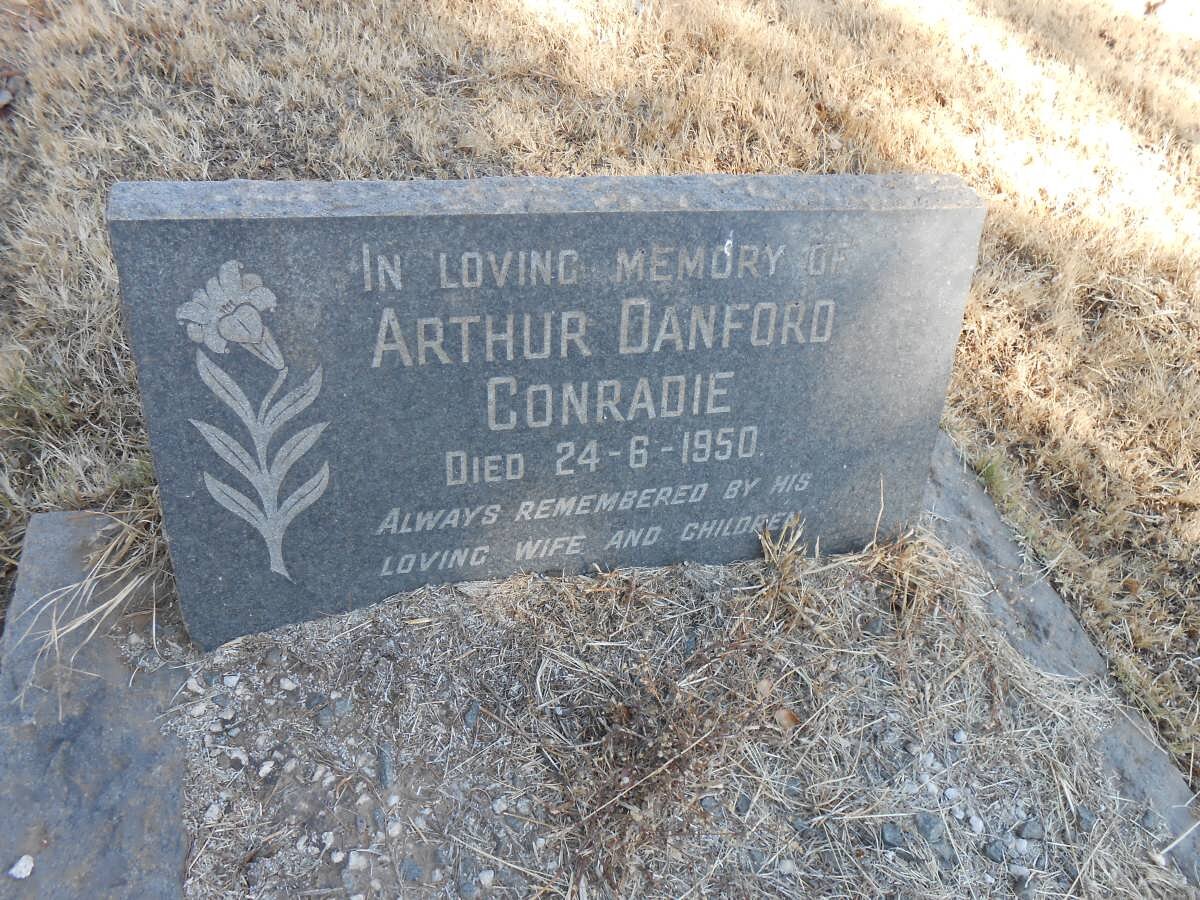 IN LOVING MEMORY OF
ARTHUR DANFORD
CONRADIE
DIED 24-6-1950.
ALWAYS REMEMBERED BY HIS
LOVING WIFE AND CHILDREN